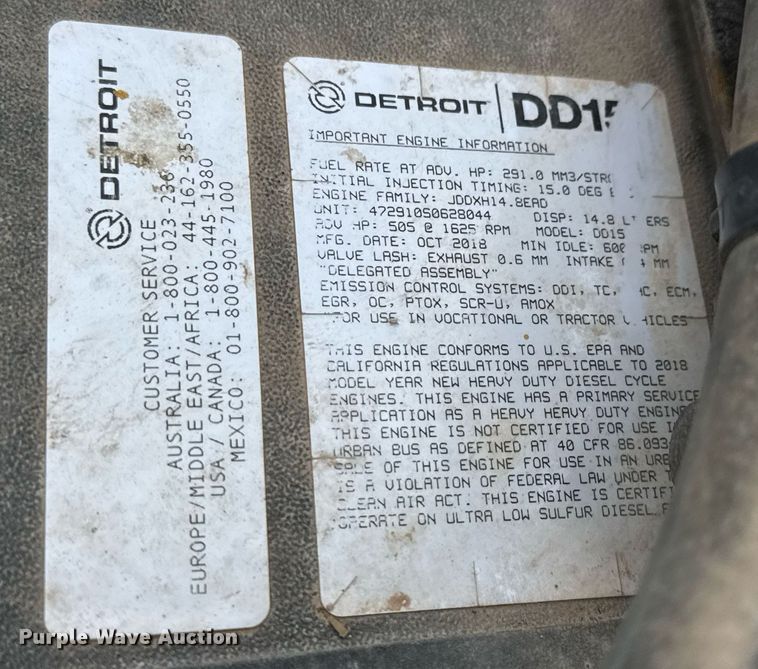 DETROIT
CUSTOMER SERVICE
AUSTRALIA: 1-800-023-236
EUROPE/MIDDLE EAST/AFRICA: 44-162-355-0550
USA / CANADA: 1-800-445-1980
MEXICO: 01-800-902-7100
DETROIT DD15
IMPORTANT ENGINE INFORMATION
FUEL RATE AT ADV. HP: 291.0 MM3/STR
INITIAL INJECTION TIMING: 15.0 DEG
ENGINE FAMILY: JDDXH14.8EAD
UNIT: 472910S0628044 DISP: 14.8
ADV HP: 505 @ 1625 RPM MODEL: DD15
MFG. DATE: OCT 2018 MIN IDLE: RPM
VALVE LASH: EXHAUST 0.6 MM INTAKE MM
"DELEGATED ASSEMBLY"
EMISSION CONTROL SYSTEMS: DDI, TC, ECM,
EGR, OC, PTOX, SCR-U, AMOX
FOR USE IN VOCATIONAL OR TRACTOR VEHICLES
THIS ENGINE CONFORMS TO U.S. EPA AND
CALIFORNIA REGULATIONS APPLICABLE TO 2018
MODEL YEAR NEW HEAVY DUTY DIESEL CYCLE
ENGINES. THIS ENGINE HAS A PRIMARY SERVICE
APPLICATION AS A HEAVY HEAVY DUTY ENGIN
THIS ENGINE IS NOT CERTIFIED FOR USE I
URBAN BUS AS DEFINED AT 40 CFR 86.093
SALE OF THIS ENGINE FOR USE IN AN URB
IS A VIOLATION OF FEDERAL LAW UNDER T
CLEAN AIR ACT. THIS ENGINE IS CERTIF
OPERATE ON ULTRA LOW SULFUR DIESEL
Purple Wave Auction